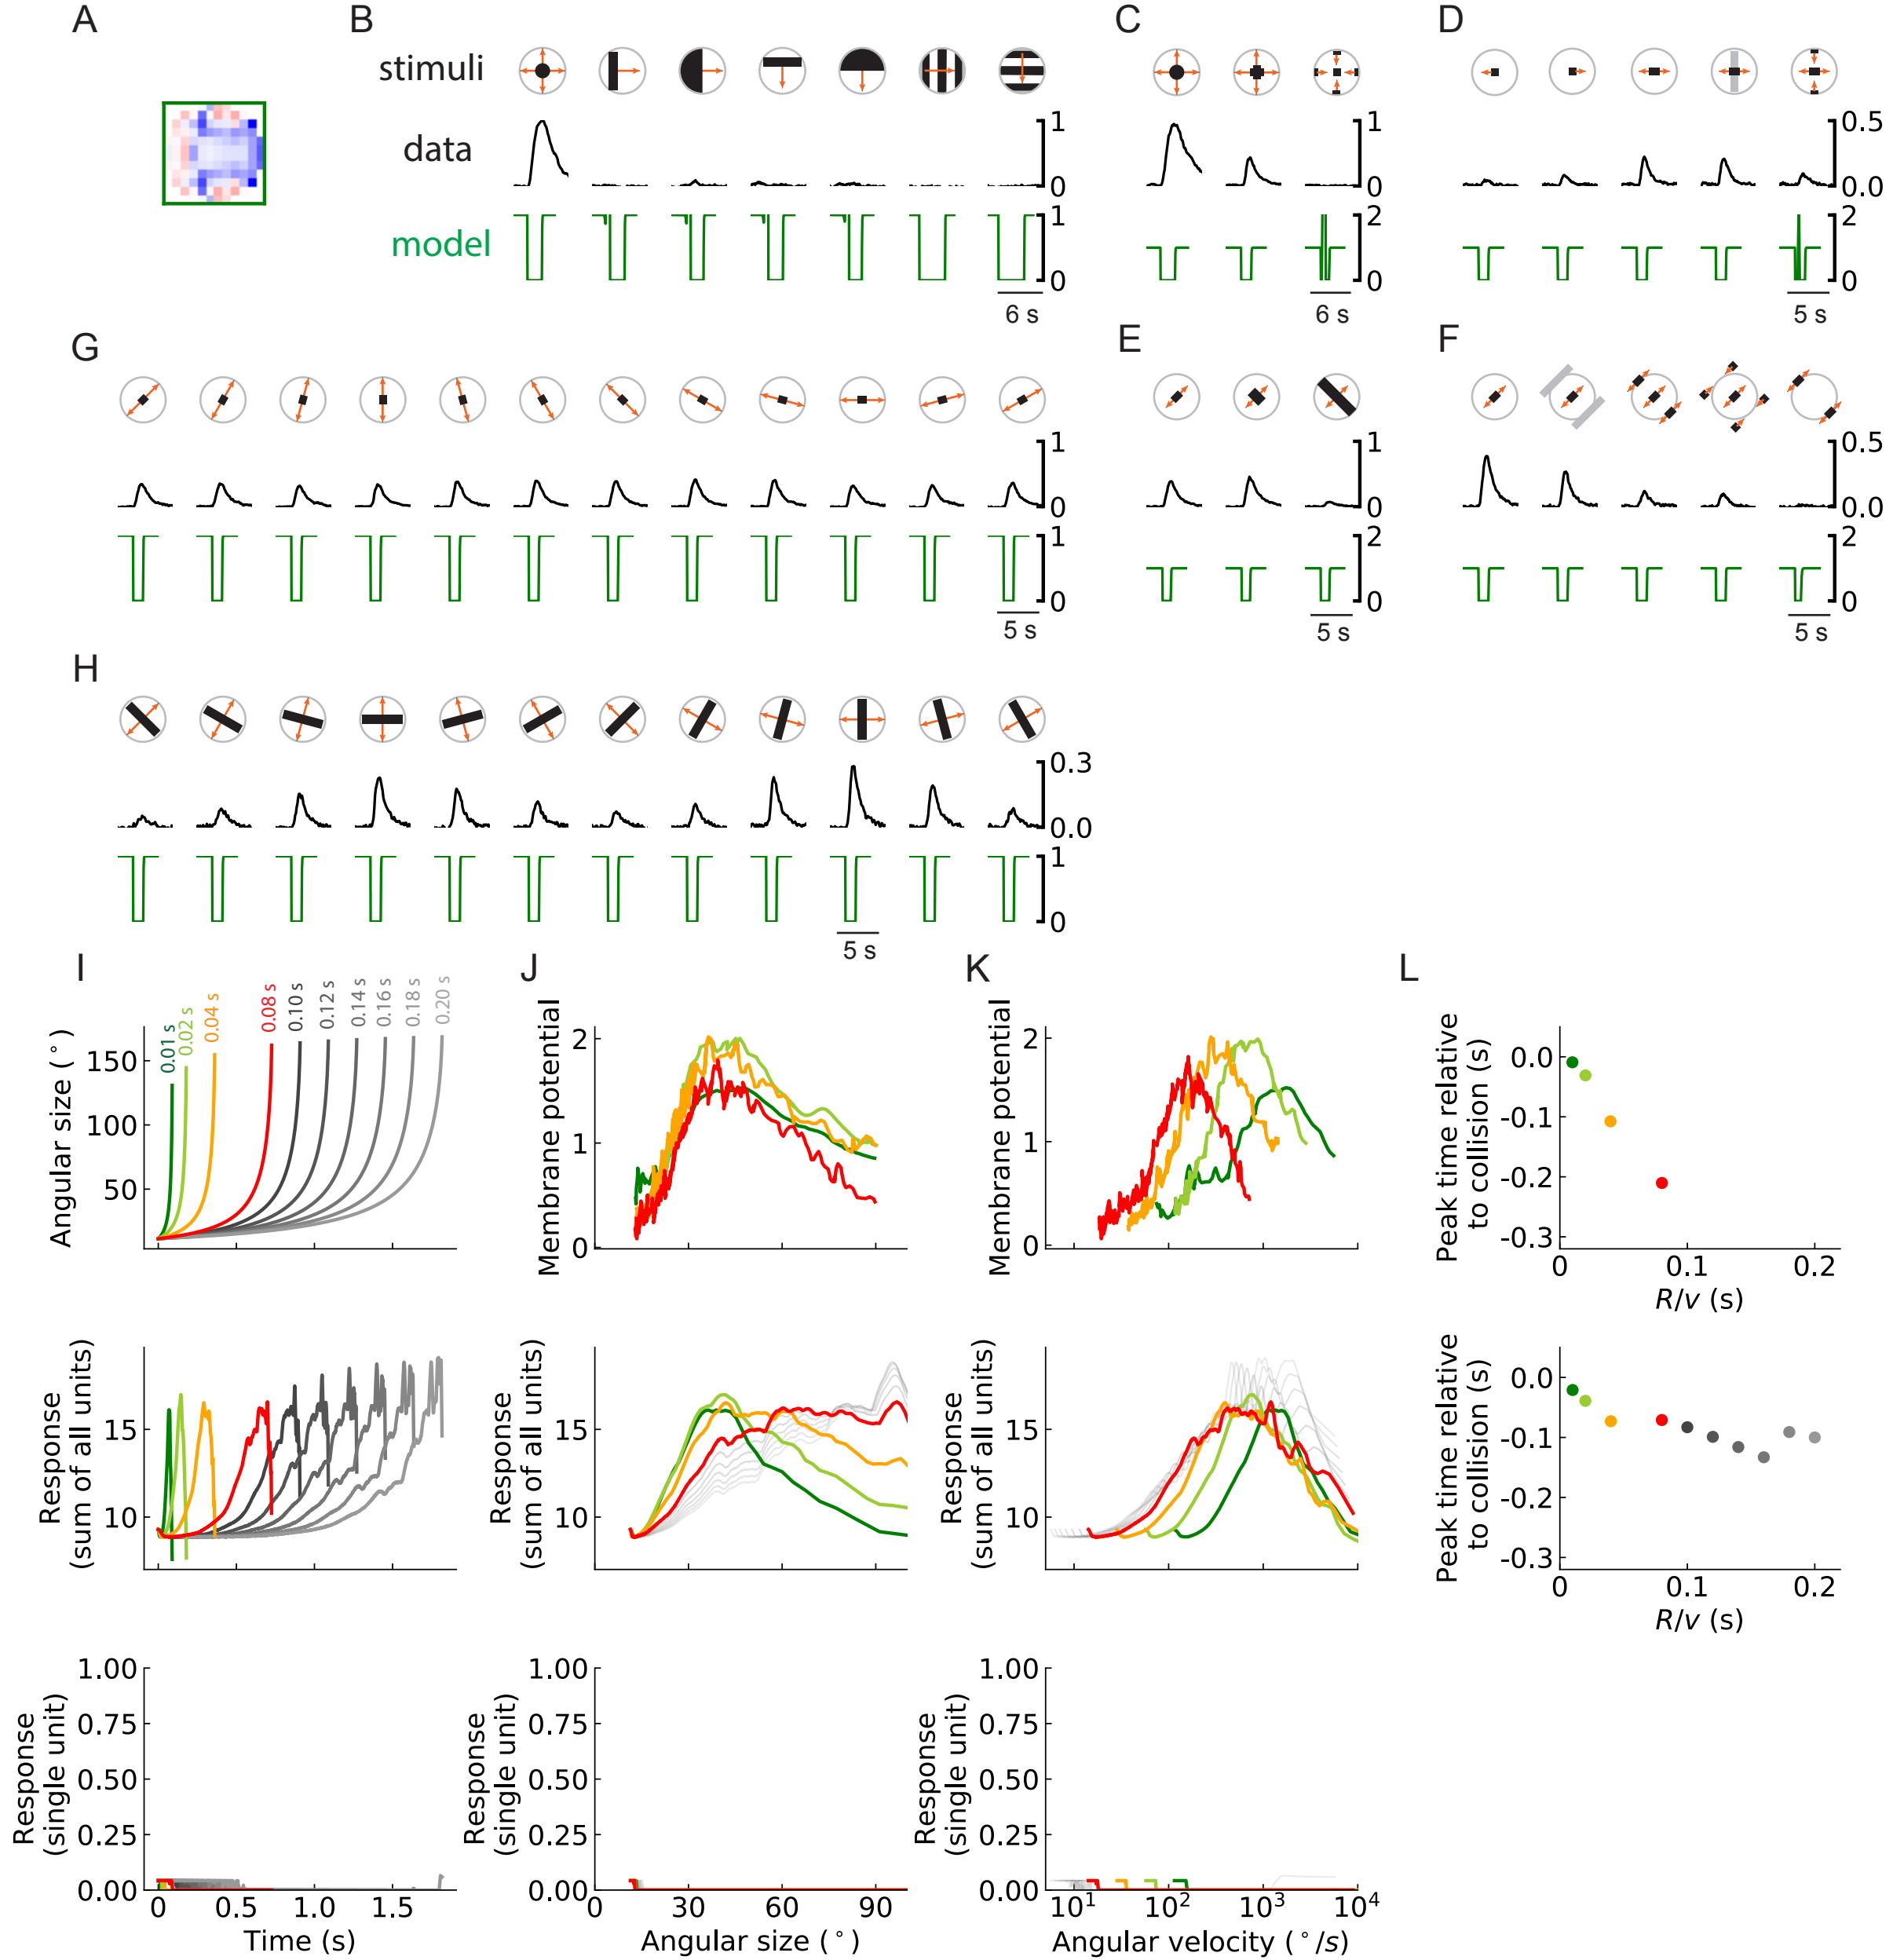 A
B
C
D
stimuli
data
model
1
0
1
0
6 s
1
0
2
0
6 s
0.5
0.0
2
0
5 s
G
E
F
1
0
1
0
5 s
1
0
2
0
5 s
0.5
0.0
2
0
5 s
H
0.3
0.0
1
0
5 s
I
J
K
L
0.01 s
0.02 s
0.04 s
0.08 s
0.10 s
0.12 s
0.14 s
0.16 s
0.18 s
0.20 s
Angular size (°)
150
100
50
Membrane potential
2
1
0
Membrane potential
2
1
0
Peak time relative
to collision (s)
0.0
-0.1
-0.2
-0.3
0 0.1 0.2
R/v (s)
Response
(sum of all units)
15
10
Response
(sum of all units)
15
10
Response
(sum of all units)
15
10
Peak time relative
to collision (s)
0.0
-0.1
-0.2
-0.3
0 0.1 0.2
R/v (s)
Response
(single unit)
1.00
0.75
0.50
0.25
0.00
0 0.5 1.0 1.5
Time (s)
Response
(single unit)
1.00
0.75
0.50
0.25
0.00
0 30 60 90
Angular size (°)
Response
(single unit)
1.00
0.75
0.50
0.25
0.00
10¹ 10² 10³ 10⁴
Angular velocity (°/s)